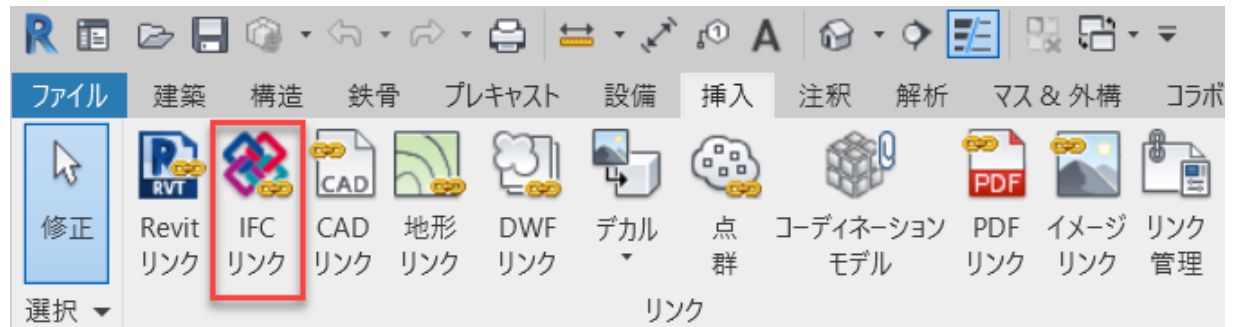 ファイル 建築 構造 鉄骨 プレキャスト 設備 挿入 注釈 解析 マス & 外構 コラボ
RVT CAD PDF
修正 Revit リンク IFC リンク CAD リンク 地形 リンク DWF リンク デカル 点 群 コーディネーション モデル PDF リンク イメージ リンク リンク 管理
選択 リンク